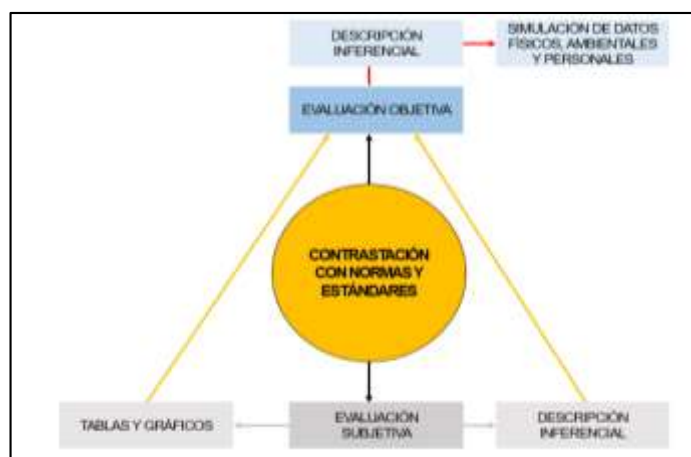 DESCRIPCIÓN
INFERENCIAL
SIMULACIÓN DE DATOS
FÍSICOS, AMBIENTALES
Y PERSONALES
EVALUACIÓN OBJETIVA
CONTRASTACIÓN
CON NORMAS Y
ESTÁNDARES
TABLAS Y GRÁFICOS
EVALUACIÓN
SUBJETIVA
DESCRIPCIÓN
INFERENCIAL